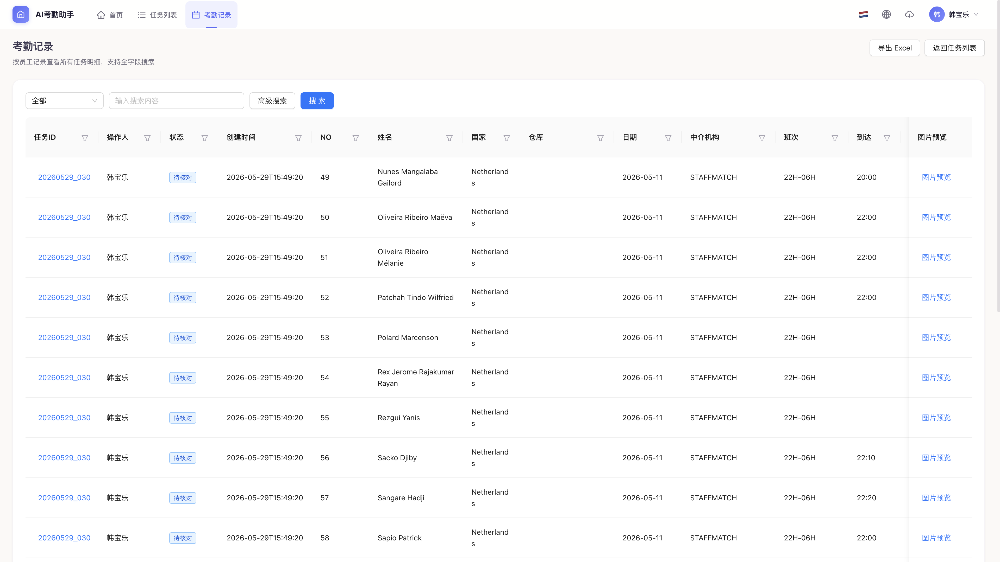 AI考勤助手 首页 任务列表 考勤记录 韩 韩宝乐
考勤记录
导出 Excel 返回任务列表
按员工记录查看所有任务明细，支持全字段搜索
全部 输入搜索内容 高级搜索 搜 索
任务ID 操作人 状态 创建时间 NO 姓名 国家 仓库 日期 中介机构 班次 到达 图片预览
20260529_030 韩宝乐 待核对 2026-05-29T15:49:20 49 Nunes Mangalaba Netherland 2026-05-11 STAFFMATCH 22H-06H 20:00 图片预览
Gailord s
20260529_030 韩宝乐 待核对 2026-05-29T15:49:20 50 Oliveira Ribeiro Maëva Netherland 2026-05-11 STAFFMATCH 22H-06H 22:00 图片预览
s
20260529_030 韩宝乐 待核对 2026-05-29T15:49:20 51 Oliveira Ribeiro Netherland 2026-05-11 STAFFMATCH 22H-06H 22:00 图片预览
Mélanie s
20260529_030 韩宝乐 待核对 2026-05-29T15:49:20 52 Patchah Tindo Wilfried Netherland 2026-05-11 STAFFMATCH 22H-06H 22:00 图片预览
s
20260529_030 韩宝乐 待核对 2026-05-29T15:49:20 53 Polard Marcenson Netherland 2026-05-11 STAFFMATCH 22H-06H 图片预览
s
20260529_030 韩宝乐 待核对 2026-05-29T15:49:20 54 Rex Jerome Rajakumar Netherland 2026-05-11 STAFFMATCH 22H-06H 图片预览
Rayan s
20260529_030 韩宝乐 待核对 2026-05-29T15:49:20 55 Rezgui Yanis Netherland 2026-05-11 STAFFMATCH 22H-06H 图片预览
s
20260529_030 韩宝乐 待核对 2026-05-29T15:49:20 56 Sacko Djiby Netherland 2026-05-11 STAFFMATCH 22H-06H 22:10 图片预览
s
20260529_030 韩宝乐 待核对 2026-05-29T15:49:20 57 Sangare Hadji Netherland 2026-05-11 STAFFMATCH 22H-06H 22:20 图片预览
s
20260529_030 韩宝乐 待核对 2026-05-29T15:49:20 58 Sapio Patrick Netherland 2026-05-11 STAFFMATCH 22H-06H 22:00 图片预览
s